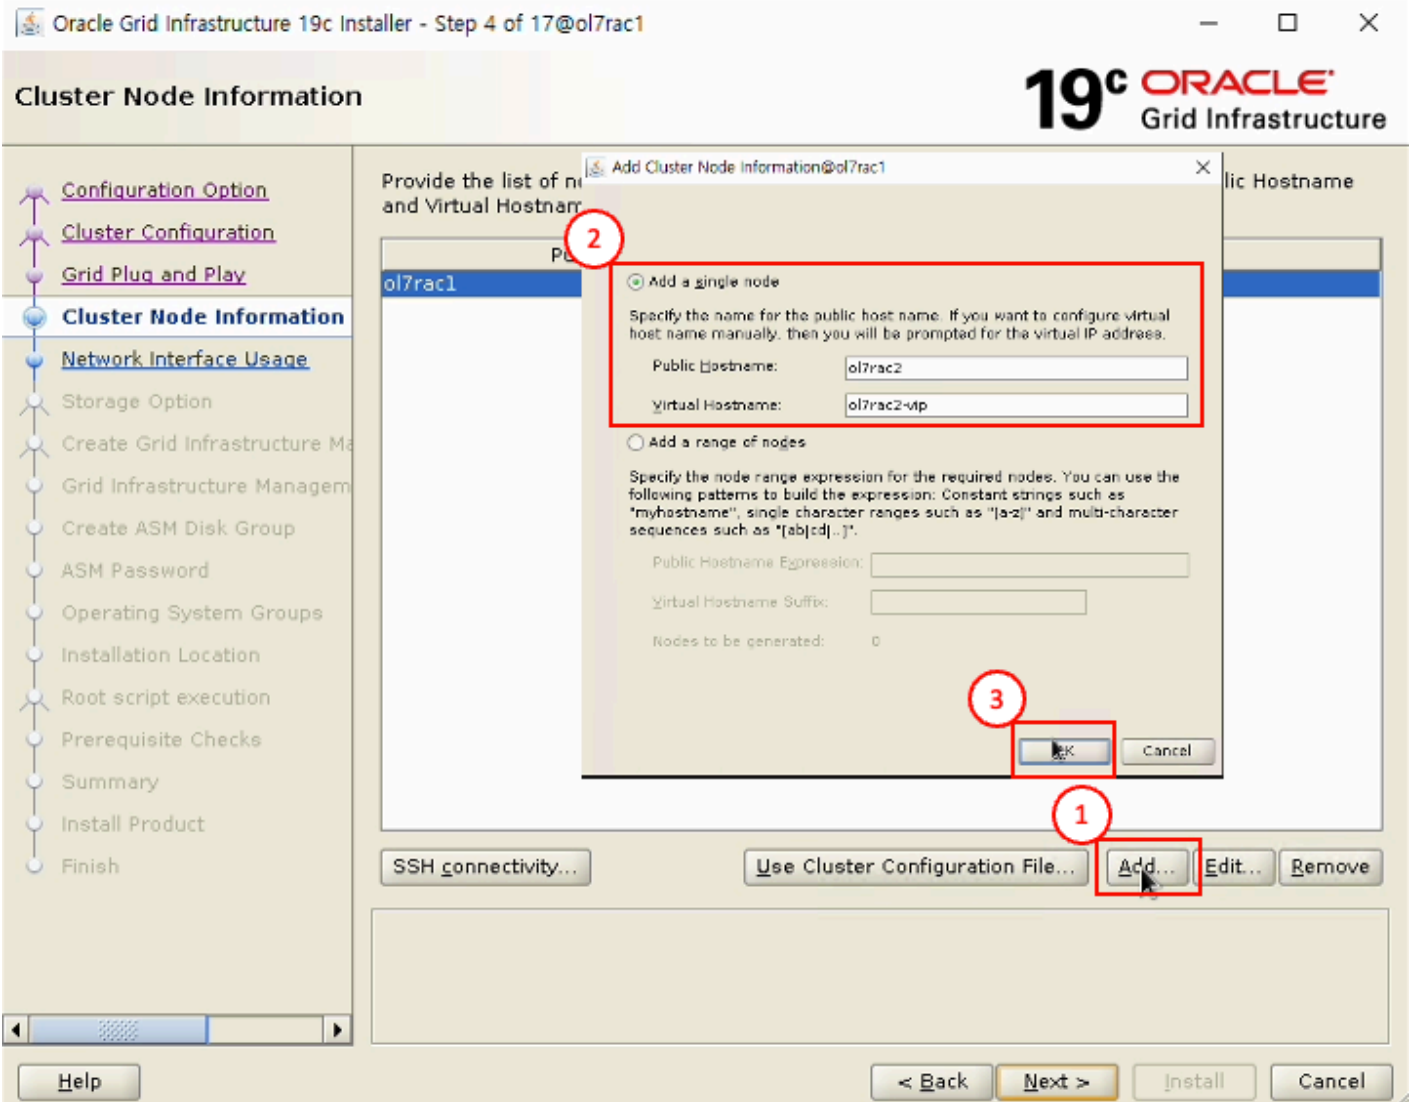 Oracle Grid Infrastructure 19c Installer - Step 4 of 17@ol7rac1
Cluster Node Information
19c ORACLE
Grid Infrastructure
Configuration Option
Cluster Configuration
Grid Plug and Play
Cluster Node Information
Network Interface Usage
Storage Option
Create Grid Infrastructure Ma
Grid Infrastructure Managem
Create ASM Disk Group
ASM Password
Operating System Groups
Installation Location
Root script execution
Prerequisite Checks
Summary
Install Product
Finish
Provide the list of no
lic Hostname
and Virtual Hostnam
Pu
ol7rac1
Add Cluster Node Information@ol7rac1
2
Add a single node
Specify the name for the public host name. If you want to configure virtual
host name manually, then you will be prompted for the virtual IP address.
Public Hostname: ol7rac2
Virtual Hostname: ol7rac2-vip
Add a range of nodes
Specify the node range expression for the required nodes. You can use the
following patterns to build the expression: Constant strings such as
"myhostname", single character ranges such as "[a-z]" and multi-character
sequences such as "[ab|cd|..]".
Public Hostname Expression:
Virtual Hostname Suffix:
Nodes to be generated: 0
3
Cancel
1
SSH connectivity... Use Cluster Configuration File... Add... Edit... Remove
Help < Back Next > Install Cancel